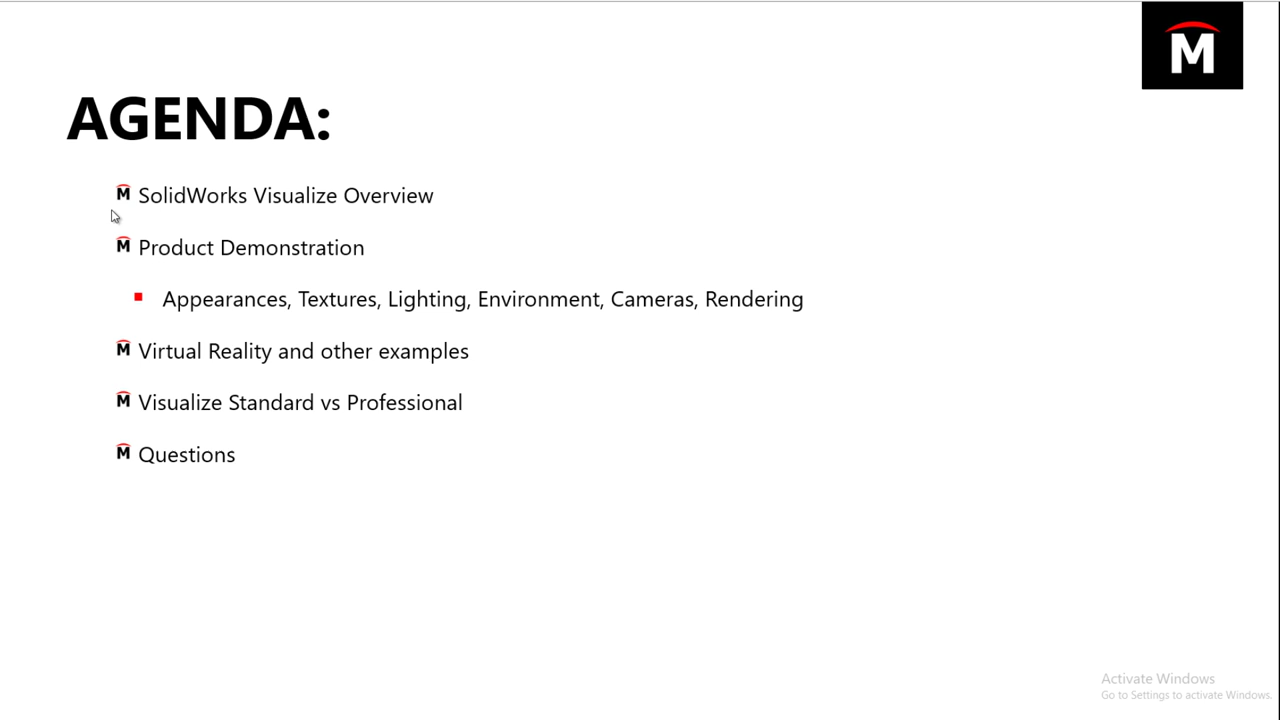 M
AGENDA:
M SolidWorks Visualize Overview
M Product Demonstration
Appearances, Textures, Lighting, Environment, Cameras, Rendering
M Virtual Reality and other examples
M Visualize Standard vs Professional
M Questions
Activate Windows
Go to Settings to activate Windows.